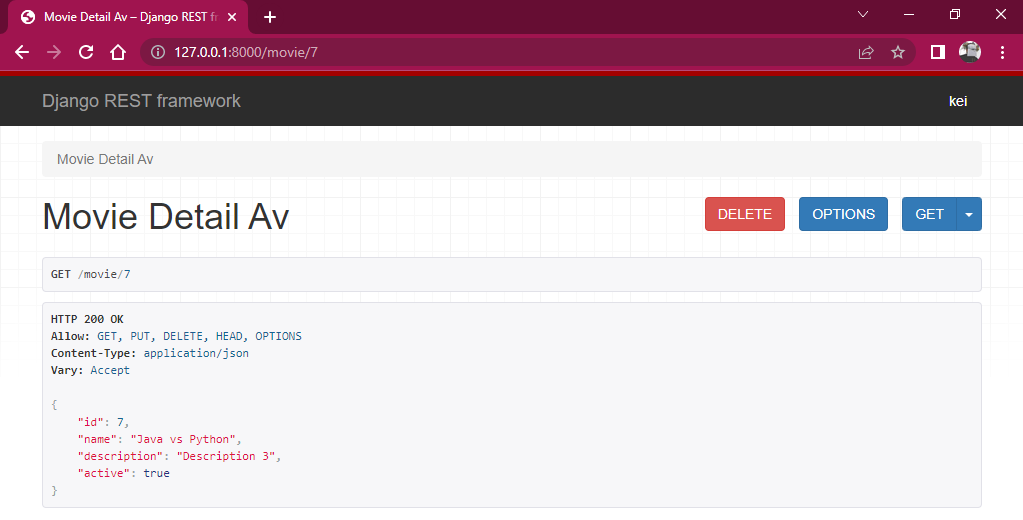 Movie Detail Av – Django REST fr
127.0.0.1:8000/movie/7
Django REST framework
kei
Movie Detail Av
Movie Detail Av
DELETE
OPTIONS
GET
GET /movie/7
HTTP 200 OK
Allow: GET, PUT, DELETE, HEAD, OPTIONS
Content-Type: application/json
Vary: Accept
{
"id": 7,
"name": "Java vs Python",
"description": "Description 3",
"active": true
}